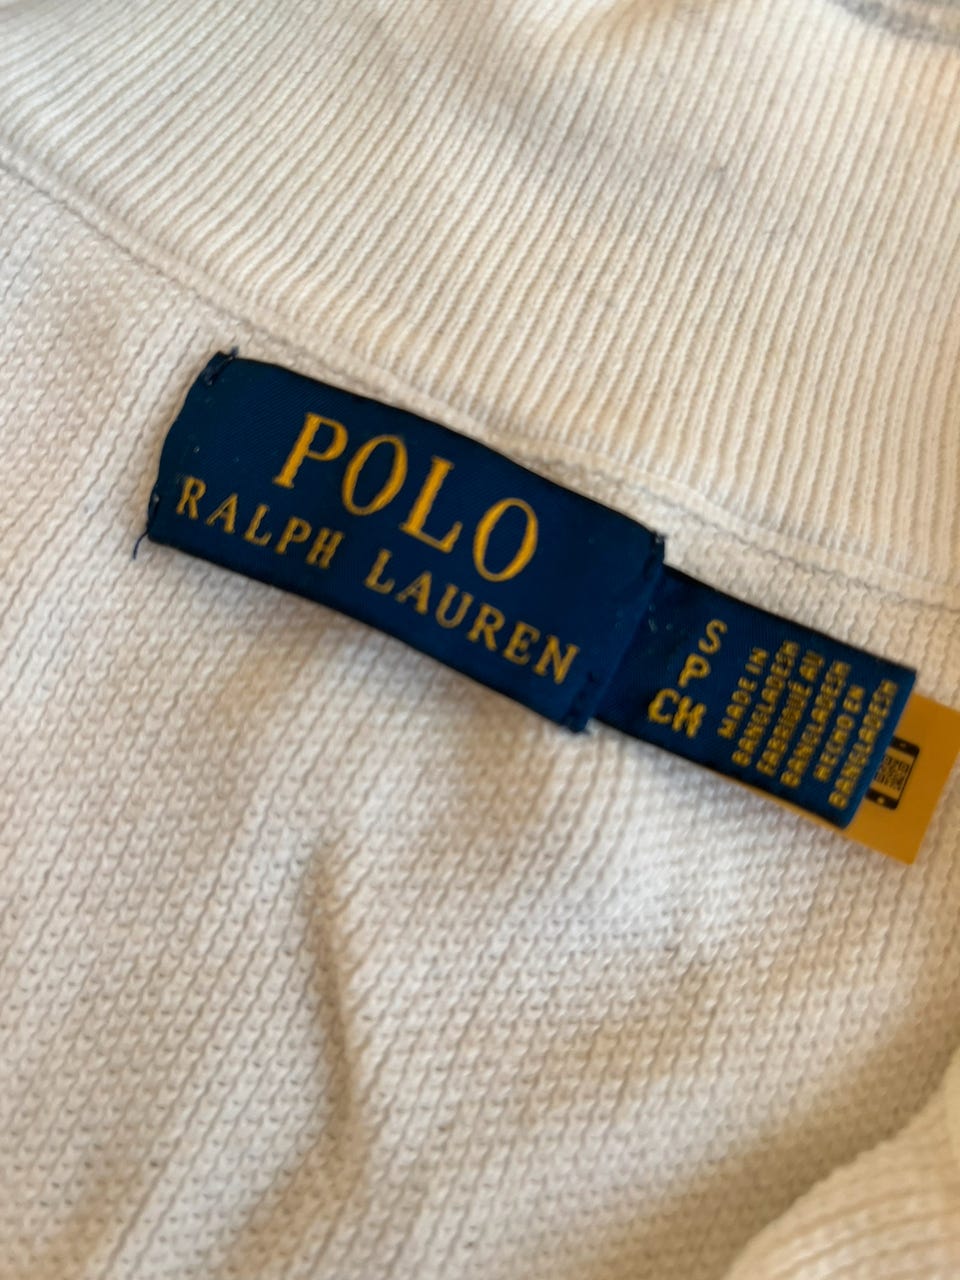 POLO
RALPH LAUREN
S
P
CH
MADE IN
BANGLADESH
FABRIQUÉ AU
BANGLADESH
HECHO EN
BANGLADESH